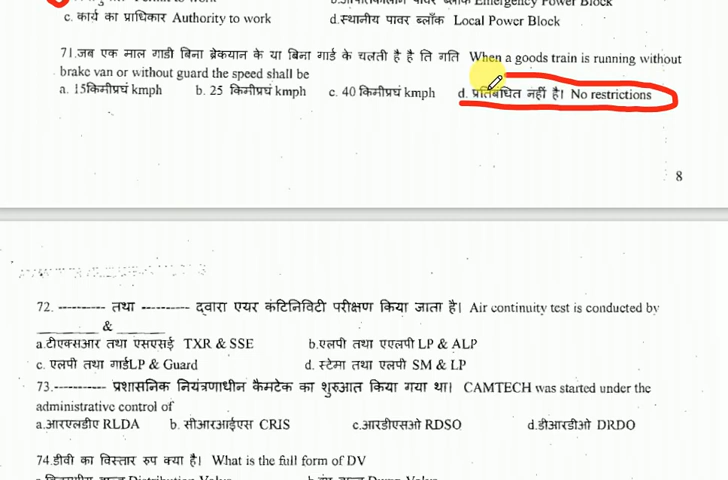 c. कार्य का प्राधिकार Authority to work d.स्थानीय पावर ब्लॉक Local Power Block
71.जब एक माल गाडी बिना ब्रेकयान के या बिना गार्ड के चलती है है ति गति When a goods train is running without
brake van or without guard the speed shall be
a. 15किमीप्रघं kmph b. 25 किमीप्रघं kmph c. 40 किमीप्रघं kmph d. प्रतिबंधित नहीं है। No restrictions
8
72. ---------- तथा ---------- द्वारा एयर कंटिनिविटी परीक्षण किया जाता है। Air continuity test is conducted by
________ & ______
a.टीएक्सआर तथा एसएसई TXR & SSE b.एलपी तथा एएलपी LP & ALP
c. एलपी तथा गार्डLP & Guard d. स्टेमा तथा एलपी SM & LP
73.----------- प्रशासनिक नियंत्रणाधीन कैमटेक का शुरुआत किया गया था। CAMTECH was started under the
administrative control of
a.आरएलडीए RLDA b. सीआरआईएस CRIS c.आरडीएसओ RDSO d.डीआरडीओ DRDO
74.डीवी का विस्तार रुप क्या है। What is the full form of DV